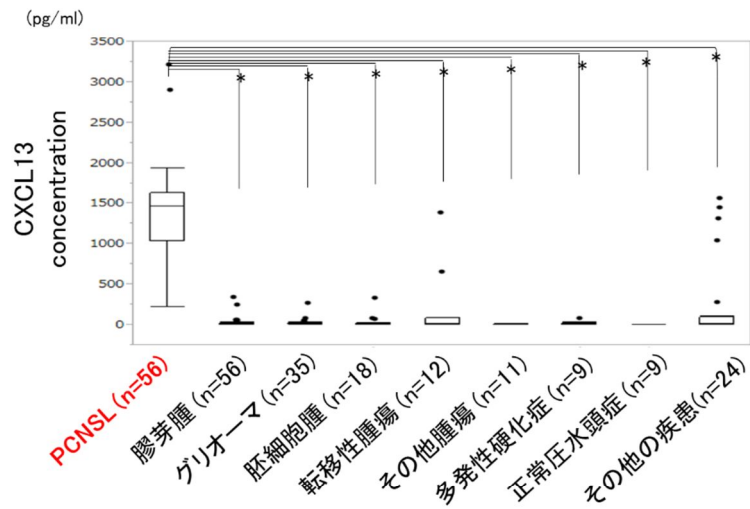 (pg/ml)
CXCL13
concentration
3500
3000
2500
2000
1500
1000
500
0
*
*
*
*
*
*
*
*
PCNSL (n=56)
膠芽腫 (n=56)
グリオーマ (n=35)
胚細胞腫 (n=18)
転移性腫瘍 (n=12)
その他腫瘍 (n=11)
多発性硬化症 (n=9)
正常圧水頭症 (n=9)
その他の疾患(n=24)